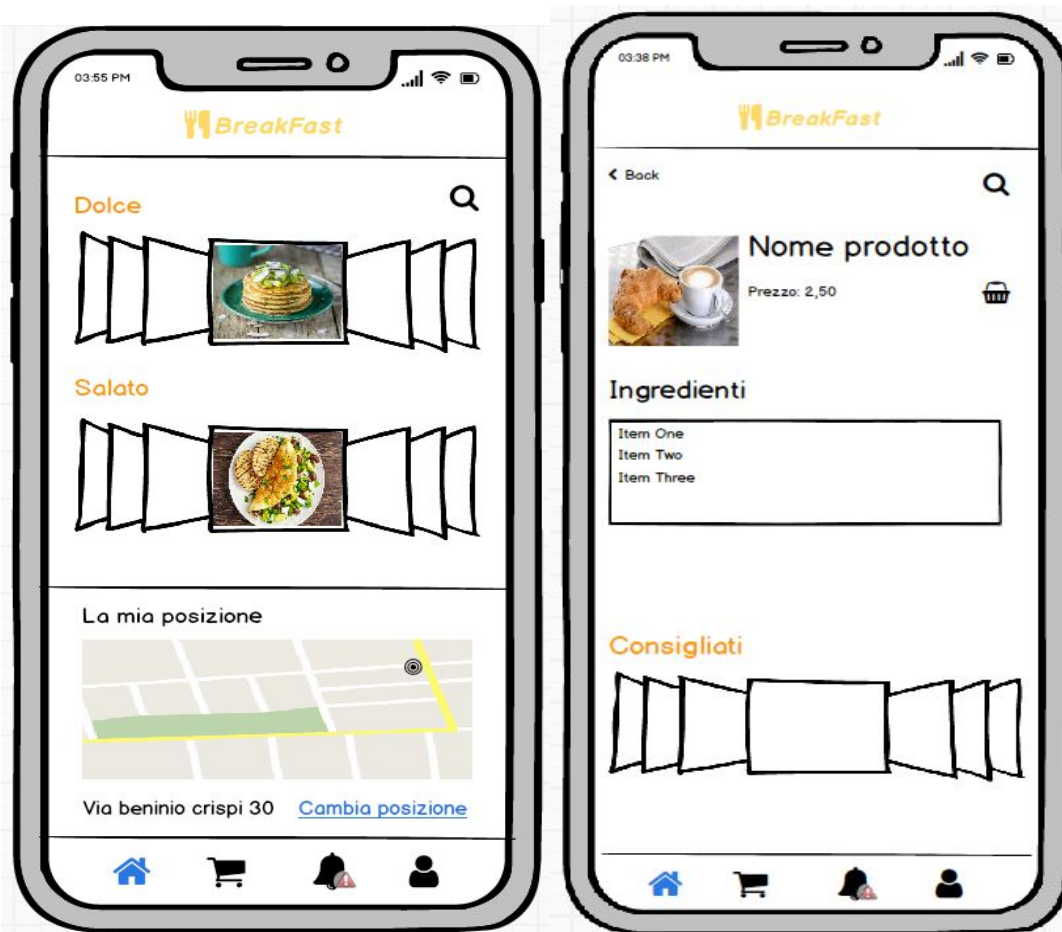 03:55 PM
BreakFast
Dolce
Salato
La mia posizione
Via beninio crispi 30
Cambia posizione
03:38 PM
BreakFast
Back
Nome prodotto
Prezzo: 2,50
Ingredienti
Item One
Item Two
Item Three
Consigliati